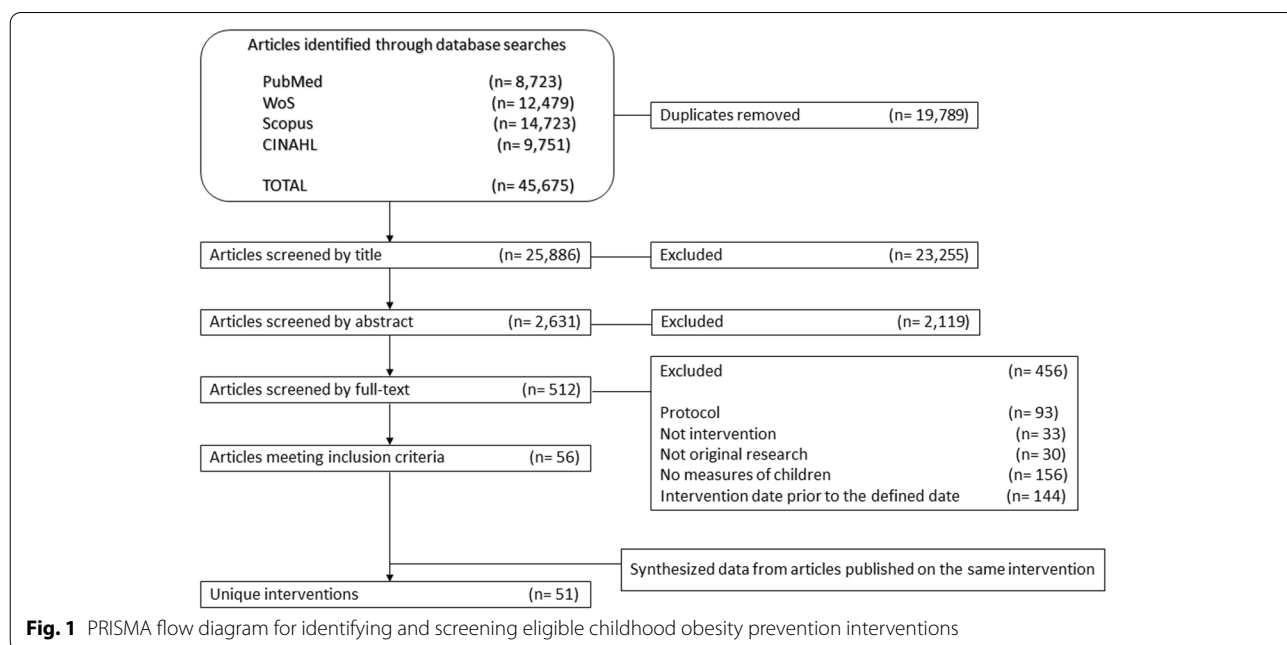 Articles identified through database searches
PubMed (n= 8,723)
WoS (n= 12,479)
Scopus (n= 14,723)
CINAHL (n= 9,751)
TOTAL (n= 45,675)
Duplicates removed (n= 19,789)
Articles screened by title (n= 25,886)
Excluded (n= 23,255)
Articles screened by abstract (n= 2,631)
Excluded (n= 2,119)
Articles screened by full-text (n= 512)
Excluded (n= 456)
Protocol (n= 93)
Not intervention (n= 33)
Not original research (n= 30)
No measures of children (n= 156)
Intervention date prior to the defined date (n= 144)
Articles meeting inclusion criteria (n= 56)
Synthesized data from articles published on the same intervention
Unique interventions (n= 51)
Fig. 1 PRISMA flow diagram for identifying and screening eligible childhood obesity prevention interventions